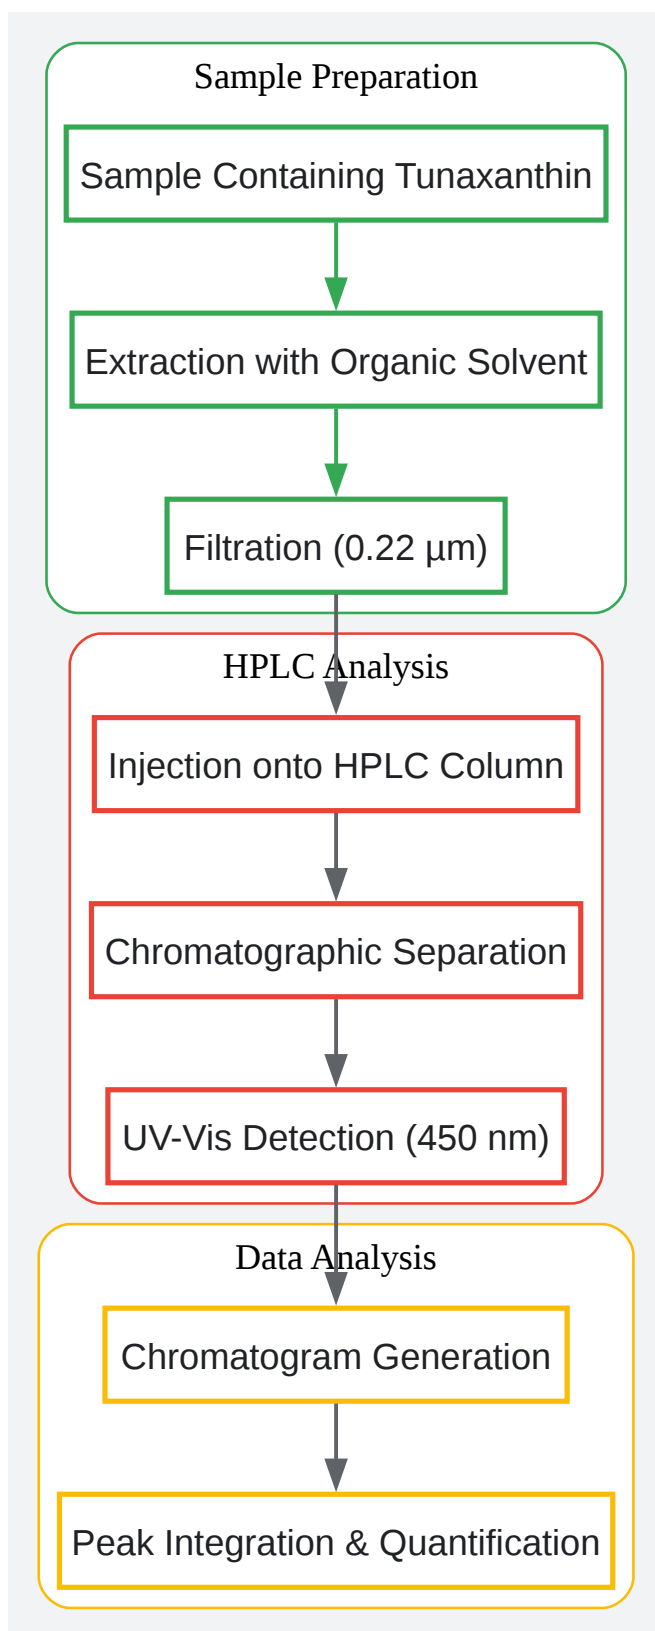 Sample Preparation
Sample Containing Tunaxanthin
Extraction with Organic Solvent
Filtration (0.22 µm)
HPLC Analysis
Injection onto HPLC Column
Chromatographic Separation
UV-Vis Detection (450 nm)
Data Analysis
Chromatogram Generation
Peak Integration & Quantification